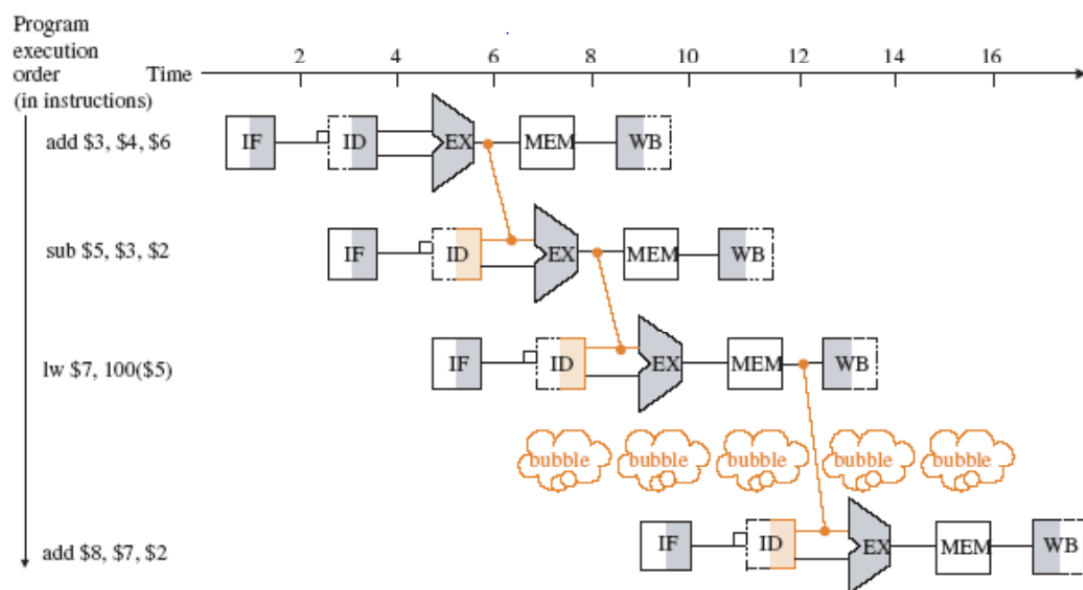 Program
execution
order
(in instructions)
Time
2 4 6 8 10 12 14 16
add $3, $4, $6
IF ID EX MEM WB
sub $5, $3, $2
IF ID EX MEM WB
lw $7, 100($5)
IF ID EX MEM WB
bubble bubble bubble bubble bubble
add $8, $7, $2
IF ID EX MEM WB